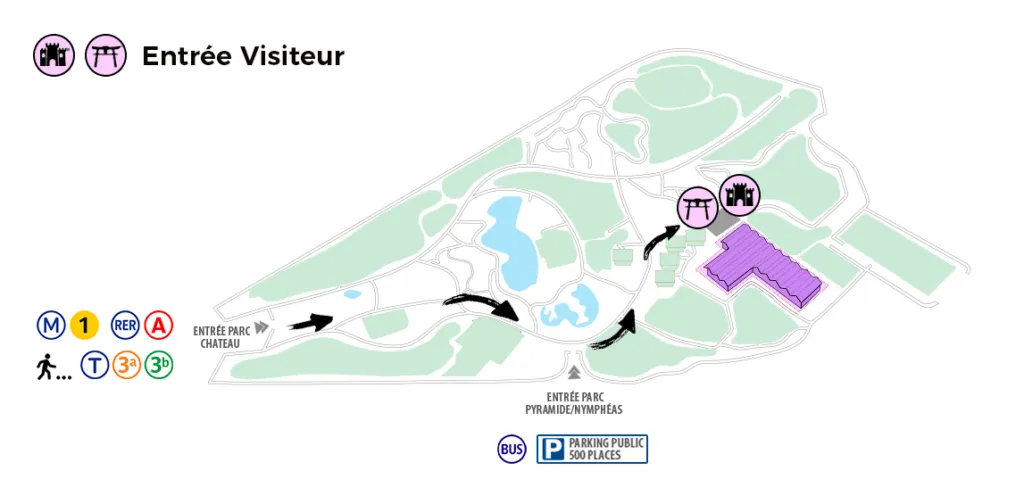 Entrée Visiteur
M 1 RER A
ENTRÉE PARC
CHATEAU
... T 3a 3b
ENTRÉE PARC
PYRAMIDE/NYMPHÉAS
BUS P PARKING PUBLIC
500 PLACES